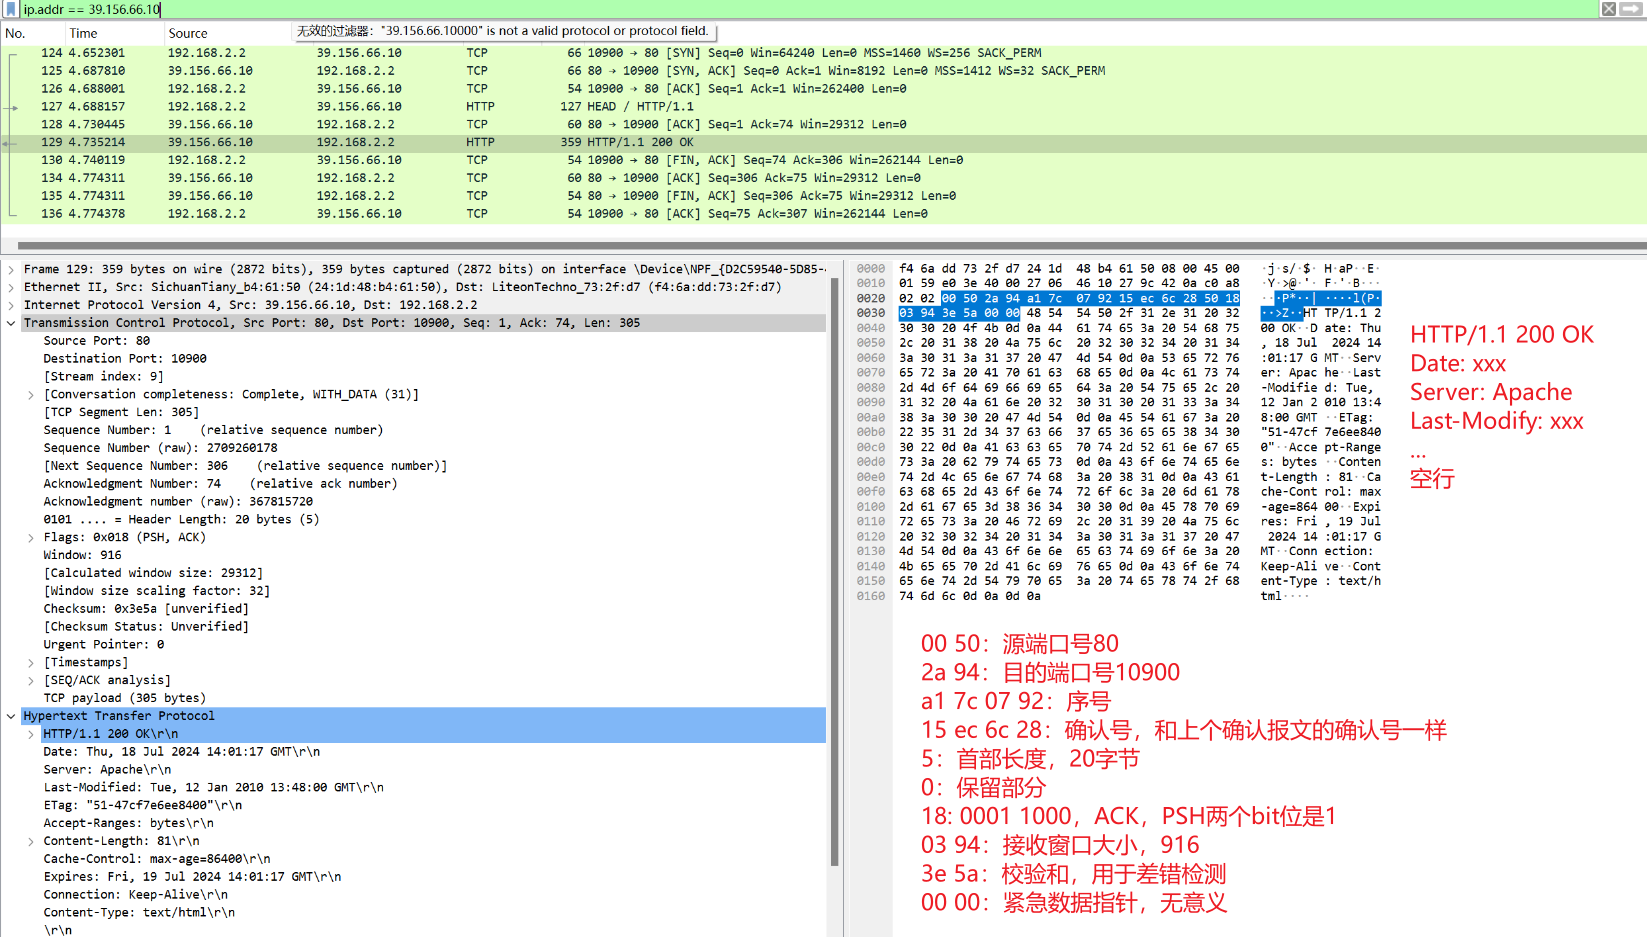 ip.addr == 39.156.66.10
No. Time Source
无效的过滤器: "39.156.66.10000" is not a valid protocol or protocol field.
124 4.652301 192.168.2.2 39.156.66.10 TCP 66 10900 → 80 [SYN] Seq=0 Win=64240 Len=0 MSS=1460 WS=256 SACK_PERM
125 4.687810 39.156.66.10 192.168.2.2 TCP 66 80 → 10900 [SYN, ACK] Seq=0 Ack=1 Win=8192 Len=0 MSS=1412 WS=32 SACK_PERM
126 4.688001 192.168.2.2 39.156.66.10 TCP 54 10900 → 80 [ACK] Seq=1 Ack=1 Win=262400 Len=0
127 4.688157 192.168.2.2 39.156.66.10 HTTP 127 HEAD / HTTP/1.1
128 4.730445 39.156.66.10 192.168.2.2 TCP 60 80 → 10900 [ACK] Seq=1 Ack=74 Win=29312 Len=0
129 4.735214 39.156.66.10 192.168.2.2 HTTP 359 HTTP/1.1 200 OK
130 4.740119 192.168.2.2 39.156.66.10 TCP 54 10900 → 80 [FIN, ACK] Seq=74 Ack=306 Win=262144 Len=0
134 4.774311 39.156.66.10 192.168.2.2 TCP 60 80 → 10900 [ACK] Seq=306 Ack=75 Win=29312 Len=0
135 4.774311 39.156.66.10 192.168.2.2 TCP 54 80 → 10900 [FIN, ACK] Seq=306 Ack=75 Win=29312 Len=0
136 4.774378 192.168.2.2 39.156.66.10 TCP 54 10900 → 80 [ACK] Seq=75 Ack=307 Win=262144 Len=0
Frame 129: 359 bytes on wire (2872 bits), 359 bytes captured (2872 bits) on interface \Device\NPF_{D2C59540-5D85-
Ethernet II, Src: SichuanTiany_b4:61:50 (24:1d:48:b4:61:50), Dst: LiteonTechno_73:2f:d7 (f4:6a:dd:73:2f:d7)
Internet Protocol Version 4, Src: 39.156.66.10, Dst: 192.168.2.2
Transmission Control Protocol, Src Port: 80, Dst Port: 10900, Seq: 1, Ack: 74, Len: 305
Source Port: 80
Destination Port: 10900
[Stream index: 9]
[Conversation completeness: Complete, WITH_DATA (31)]
[TCP Segment Len: 305]
Sequence Number: 1 (relative sequence number)
Sequence Number (raw): 2709260178
[Next Sequence Number: 306 (relative sequence number)]
Acknowledgment Number: 74 (relative ack number)
Acknowledgment number (raw): 367815720
0101 .... = Header Length: 20 bytes (5)
Flags: 0x018 (PSH, ACK)
Window: 916
[Calculated window size: 29312]
[Window size scaling factor: 32]
Checksum: 0x3e5a [unverified]
[Checksum Status: Unverified]
Urgent Pointer: 0
[Timestamps]
[SEQ/ACK analysis]
TCP payload (305 bytes)
Hypertext Transfer Protocol
HTTP/1.1 200 OK\r\n
Date: Thu, 18 Jul 2024 14:01:17 GMT\r\n
Server: Apache\r\n
Last-Modified: Tue, 12 Jan 2010 13:48:00 GMT\r\n
ETag: "51-47cf7e6ee8400"\r\n
Accept-Ranges: bytes\r\n
Content-Length: 81\r\n
Cache-Control: max-age=86400\r\n
Expires: Fri, 19 Jul 2024 14:01:17 GMT\r\n
Connection: Keep-Alive\r\n
Content-Type: text/html\r\n
\r\n
0000 f4 6a dd 73 2f d7 24 1d 48 b4 61 50 08 00 45 00 ·j·s/·$· H·aP··E·
0010 01 59 e0 3e 40 00 27 06 46 10 27 9c 42 0a c0 a8 ·Y·>@·'· F·'·B···
0020 02 02 00 50 2a 94 a1 7c 07 92 15 ec 6c 28 50 18 ···P*··| ····l(P·
0030 03 94 3e 5a 00 00 48 54 54 50 2f 31 2e 31 20 32 ··>Z··HT TP/1.1 2
0040 30 30 20 4f 4b 0d 0a 44 61 74 65 3a 20 54 68 75 00 OK··D ate: Thu
0050 2c 20 31 38 20 4a 75 6c 20 32 30 32 34 20 31 34 , 18 Jul 2024 14
0060 3a 30 31 3a 31 37 20 47 4d 54 0d 0a 53 65 72 76 :01:17 G MT··Serv
0070 65 72 3a 20 41 70 61 63 68 65 0d 0a 4c 61 73 74 er: Apac he··Last
0080 2d 4d 6f 64 69 66 69 65 64 3a 20 54 75 65 2c 20 -Modifie d: Tue,
0090 31 32 20 4a 61 6e 20 32 30 31 30 20 31 33 3a 34 12 Jan 2 010 13:4
00a0 38 3a 30 30 20 47 4d 54 0d 0a 45 54 61 67 3a 20 8:00 GMT ··ETag:
00b0 22 35 31 2d 34 37 63 66 37 65 36 65 65 38 34 30 "51-47cf 7e6ee840
00c0 30 22 0d 0a 41 63 63 65 70 74 2d 52 61 6e 67 65 0"··Acce pt-Range
00d0 73 3a 20 62 79 74 65 73 0d 0a 43 6f 6e 74 65 6e s: bytes ··Conten
00e0 74 2d 4c 65 6e 67 74 68 3a 20 38 31 0d 0a 43 61 t-Length : 81··Ca
00f0 63 68 65 2d 43 6f 6e 74 72 6f 6c 3a 20 6d 61 78 che-Cont rol: max
0100 2d 61 67 65 3d 38 36 34 30 30 0d 0a 45 78 70 69 -age=864 00··Expi
0110 72 65 73 3a 20 46 72 69 2c 20 31 39 20 4a 75 6c res: Fri , 19 Jul
0120 20 32 30 32 34 20 31 34 3a 30 31 3a 31 37 20 47 2024 14 :01:17 G
0130 4d 54 0d 0a 43 6f 6e 6e 65 63 74 69 6f 6e 3a 20 MT··Conn ection:
0140 4b 65 65 70 2d 41 6c 69 76 65 0d 0a 43 6f 6e 74 Keep-Ali ve··Cont
0150 65 6e 74 2d 54 79 70 65 3a 20 74 65 78 74 2f 68 ent-Type : text/h
0160 74 6d 6c 0d 0a 0d 0a tml····
HTTP/1.1 200 OK
Date: xxx
Server: Apache
Last-Modify: xxx
...
空行
00 50：源端口号80
2a 94：目的端口号10900
a1 7c 07 92：序号
15 ec 6c 28：确认号，和上个确认报文的确认号一样
5：首部长度，20字节
0：保留部分
18: 0001 1000，ACK，PSH两个bit位是1
03 94：接收窗口大小，916
3e 5a：校验和，用于差错检测
00 00：紧急数据指针，无意义